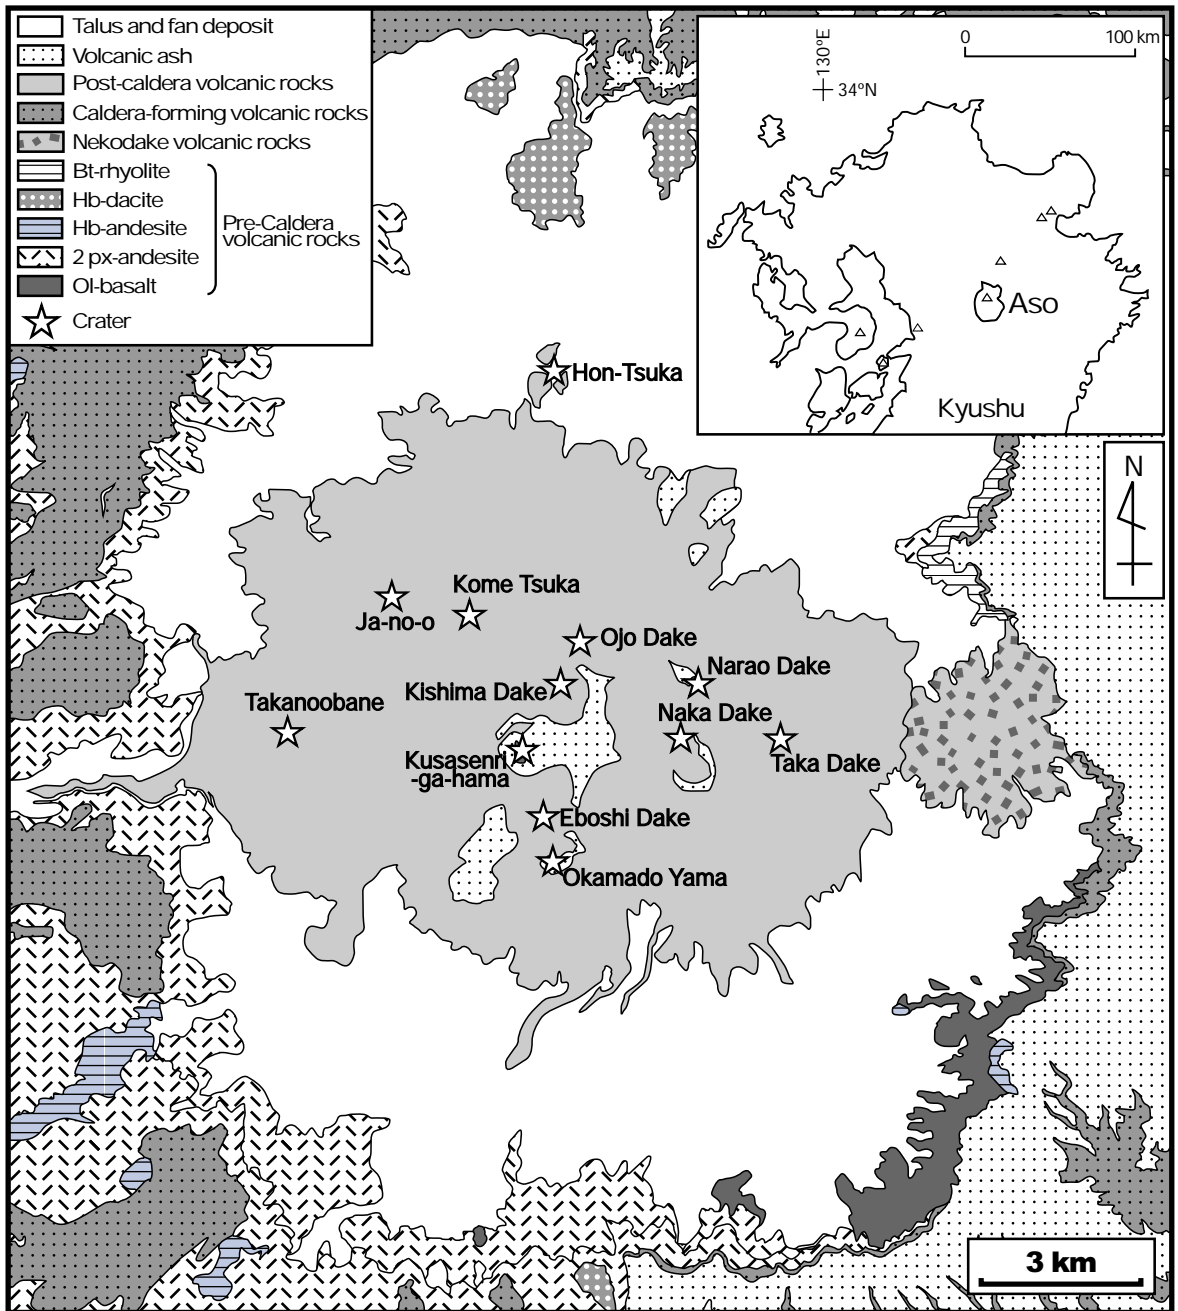 Talus and fan deposit
Volcanic ash
Post-caldera volcanic rocks
Caldera-forming volcanic rocks
Nekodake volcanic rocks
Bt-rhyolite
Hb-dacite
Hb-andesite
2 px-andesite
Ol-basalt
Pre-Caldera
volcanic rocks
Crater
130ºE
34ºN
0
100 km
Aso
Kyushu
N
Hon-Tsuka
Kome Tsuka
Ja-no-o
Ojo Dake
Narao Dake
Kishima Dake
Takanoobane
Naka Dake
Kusasenri
-ga-hama
Taka Dake
Eboshi Dake
Okamado Yama
3 km